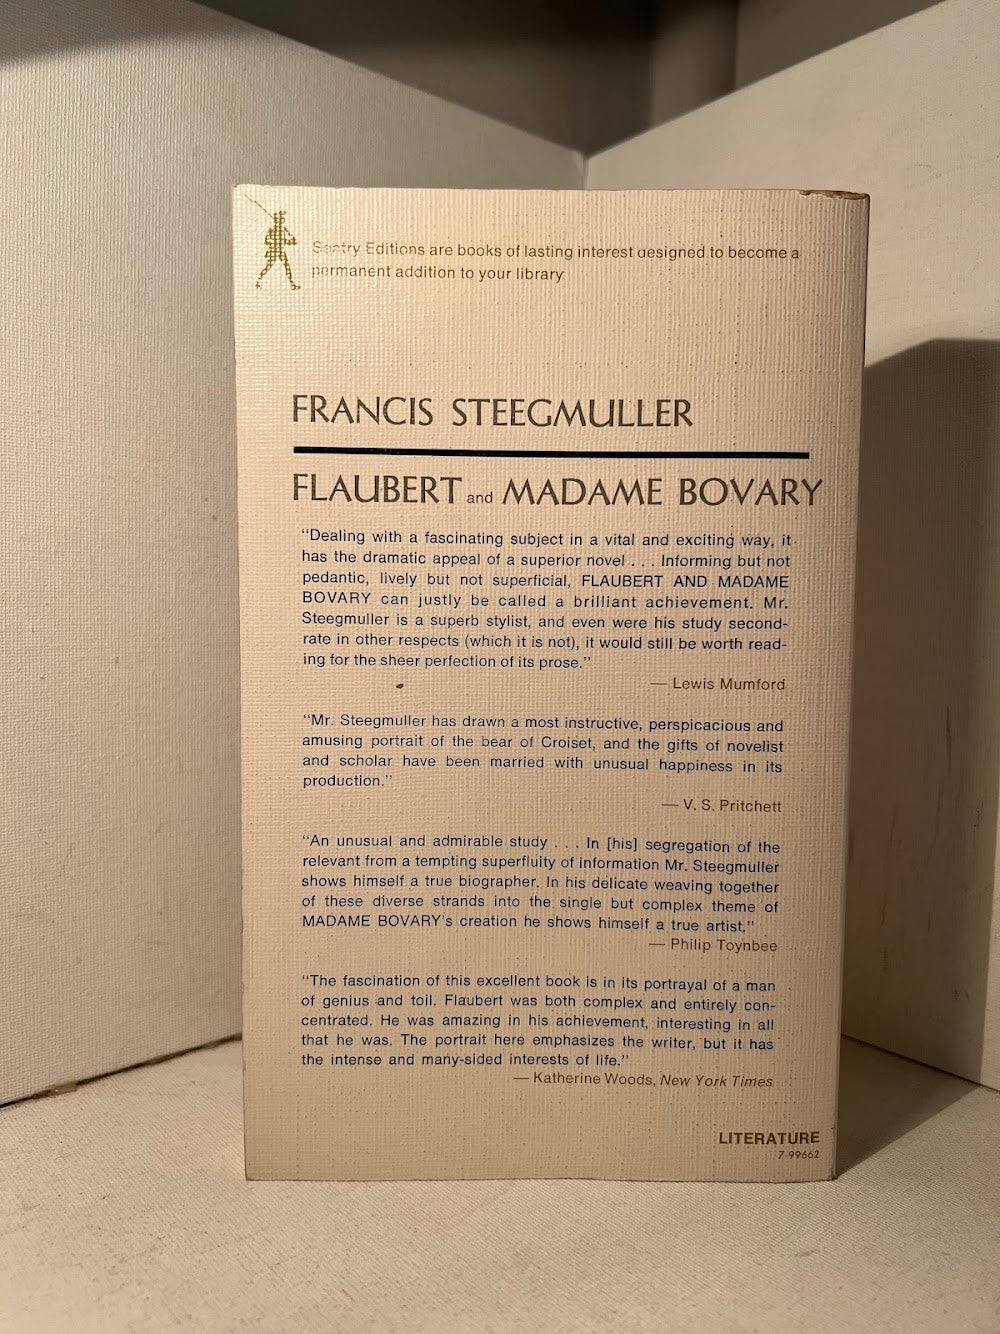 Sentry Editions are books of lasting interest designed to become a
permanent addition to your library
FRANCIS STEEGMULLER
FLAUBERT and MADAME BOVARY
“Dealing with a fascinating subject in a vital and exciting way, it
has the dramatic appeal of a superior novel . . . Informing but not
pedantic, lively but not superficial, FLAUBERT AND MADAME
BOVARY can justly be called a brilliant achievement. Mr.
Steegmuller is a superb stylist, and even were his study second-
rate in other respects (which it is not), it would still be worth read-
ing for the sheer perfection of its prose.”
— Lewis Mumford
“Mr. Steegmuller has drawn a most instructive, perspicacious and
amusing portrait of the bear of Croiset, and the gifts of novelist
and scholar have been married with unusual happiness in its
production.”
— V. S. Pritchett
“An unusual and admirable study . . . In [his] segregation of the
relevant from a tempting superfluity of information Mr. Steegmuller
shows himself a true biographer. In his delicate weaving together
of these diverse strands into the single but complex theme of
MADAME BOVARY's creation he shows himself a true artist.”
— Philip Toynbee
“The fascination of this excellent book is in its portrayal of a man
of genius and toil. Flaubert was both complex and entirely con-
centrated. He was amazing in his achievement, interesting in all
that he was. The portrait here emphasizes the writer, but it has
the intense and many-sided interests of life.”
— Katherine Woods, New York Times
LITERATURE
7-99662